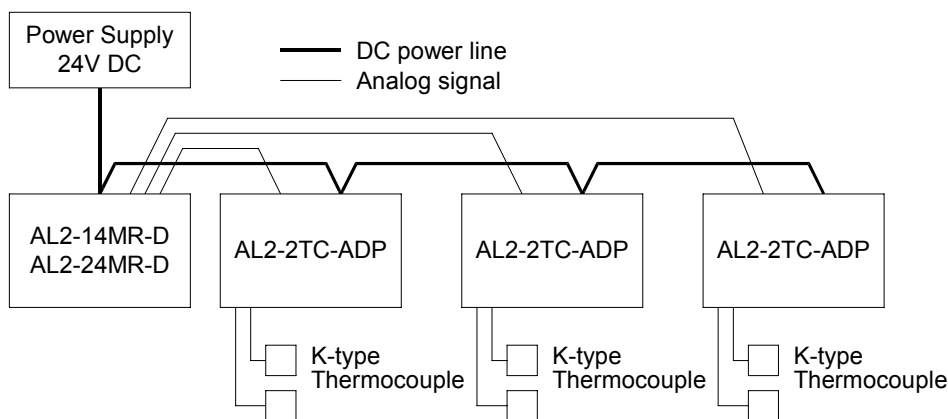 Power Supply
24V DC
DC power line
Analog signal
AL2-14MR-D
AL2-24MR-D
AL2-2TC-ADP
AL2-2TC-ADP
AL2-2TC-ADP
K-type
Thermocouple
K-type
Thermocouple
K-type
Thermocouple